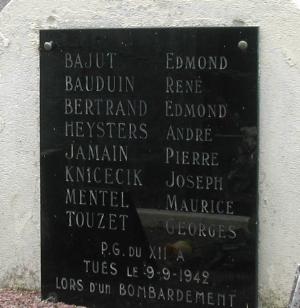 BAJUT EDMOND
BAUDUIN RENÉ
BERTRAND EDMOND
HEYSTERS ANDRÉ
JAMAIN PIERRE
KNICECIK JOSEPH
MENTEL MAURICE
TOUZET GEORGES
P.G. DU XII A
TUÉS LE 9-9-1942
LORS D'UN BOMBARDEMENT